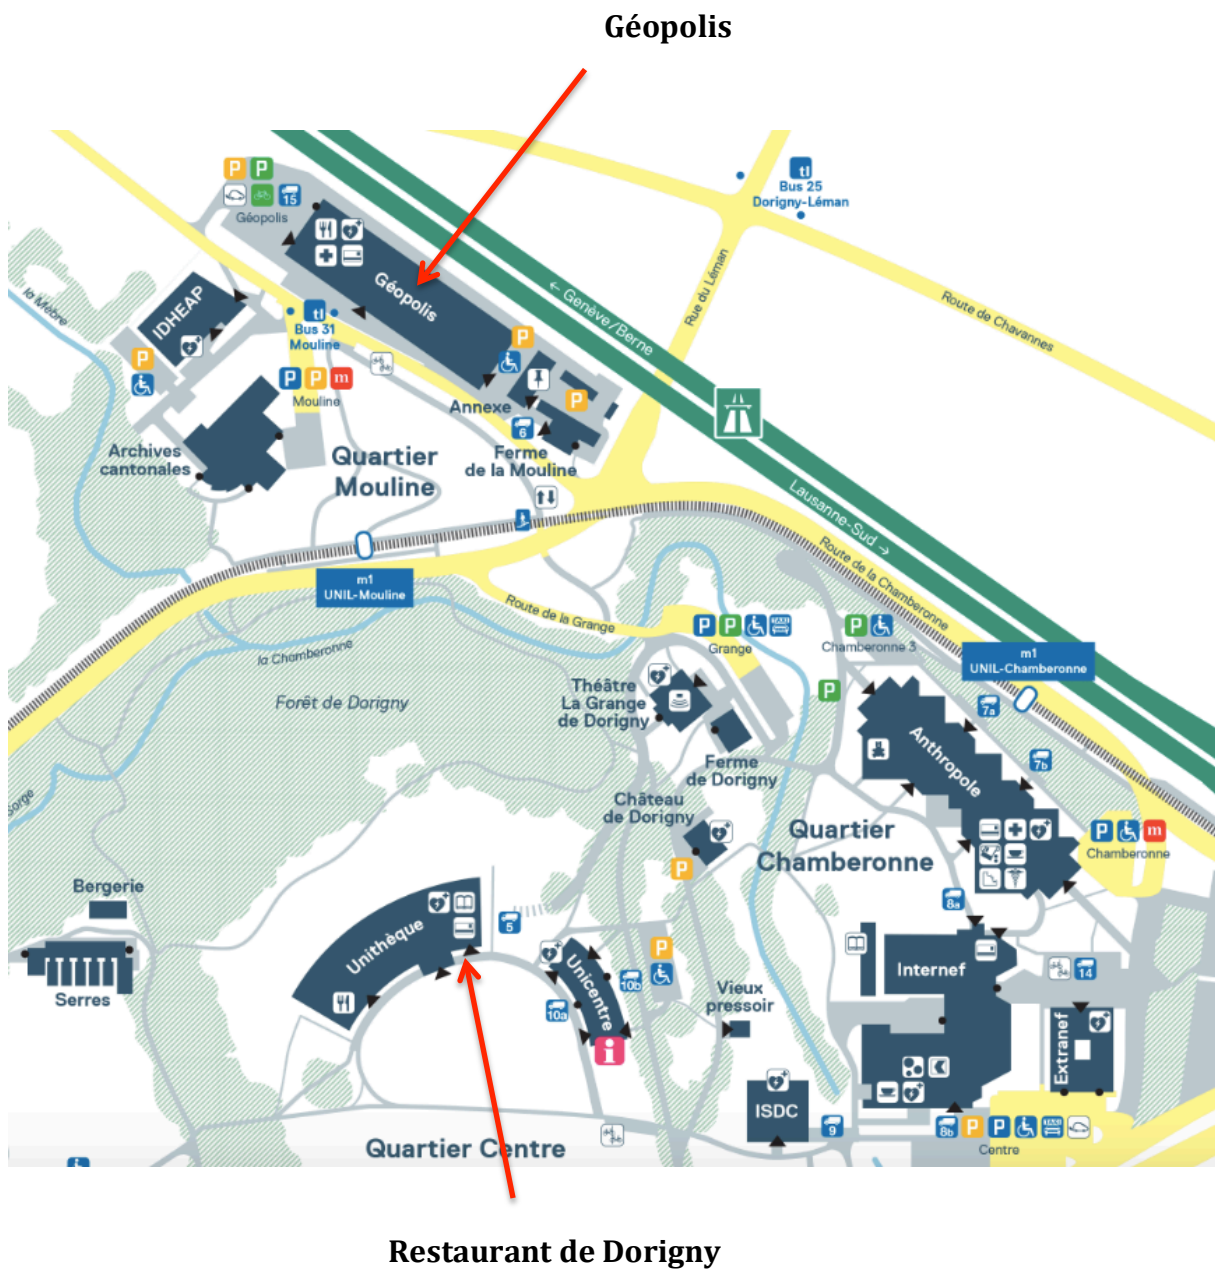 Géopolis
P P
15
Géopolis
tl
Bus 25
Dorigny-Léman
la Mèbre
IDHEAP
Géopolis
← Genève/Berne
Rue du Léman
Route de Chavannes
tl
Bus 31
Mouline
P
P
P P m
Mouline
Annexe
P
6
Archives
cantonales
Quartier
Mouline
Ferme
de la Mouline
Lausanne-Sud →
Route de la Chamberonne
m1
UNIL-Mouline
Route de la Grange
P P TAXI
Grange
P
Chamberonne 3
m1
UNIL-Chamberonne
la Chamberonne
Forêt de Dorigny
Théâtre
La Grange
de Dorigny
P
7a
Anthropole
7b
Ferme
de Dorigny
Sorge
Château
de Dorigny
Quartier
Chamberonne
P m
Chamberonne
P
Bergerie
8a
Unithèque
5
Unicentre
P
10b
10a
Internef
14
Serres
Vieux
pressoir
i
Extranef
ISDC
9
8b P P TAXI
Centre
Quartier Centre
Restaurant de Dorigny